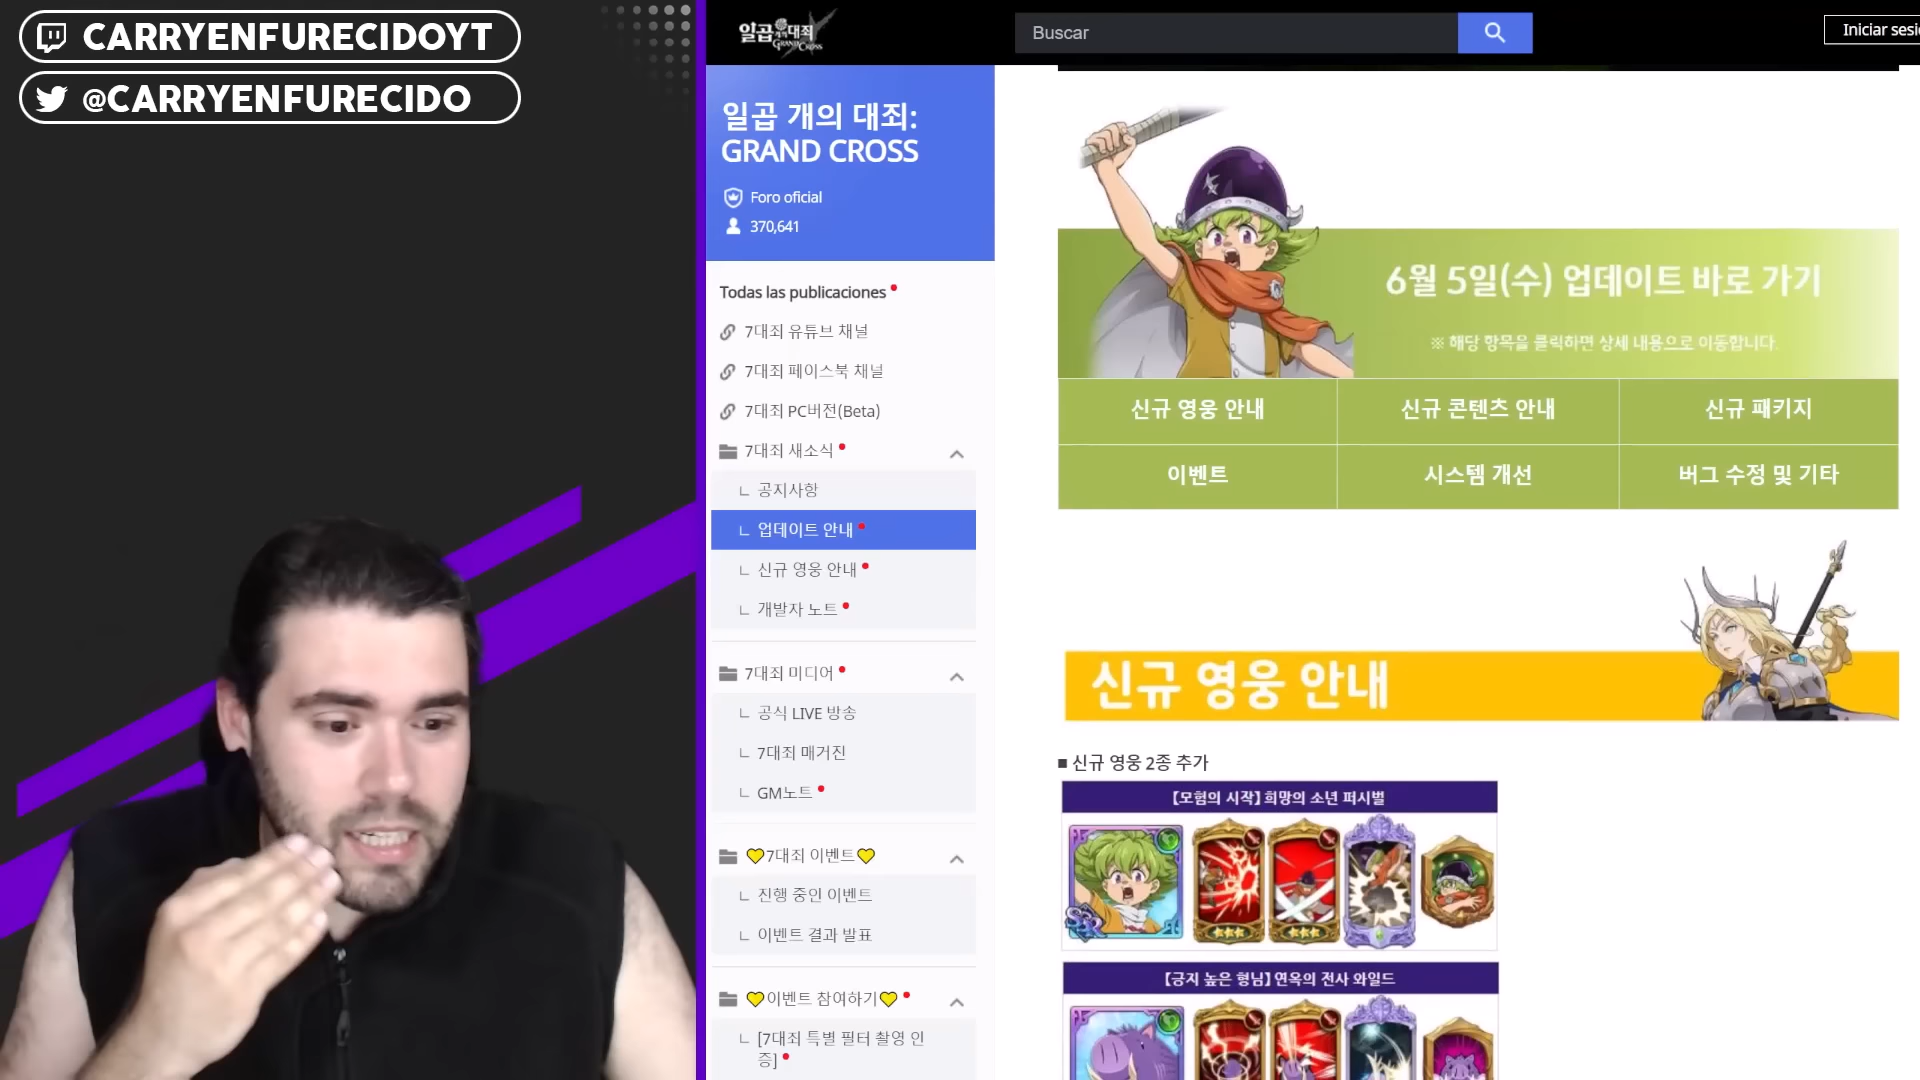 CARRYENFURECIDOYT
@CARRYENFURECIDO
일곱 개의 대죄
GRAND CROSS
Buscar
Iniciar sesi
일곱 개의 대죄:
GRAND CROSS
Foro oficial
370,641
Todas las publicaciones
7대죄 유튜브 채널
7대죄 페이스북 채널
7대죄 PC버전(Beta)
7대죄 새소식
공지사항
업데이트 안내
신규 영웅 안내
개발자 노트
7대죄 미디어
공식 LIVE 방송
7대죄 매거진
GM노트
💛7대죄 이벤트💛
진행 중인 이벤트
이벤트 결과 발표
💛이벤트 참여하기💛
[7대죄 특별 필터 촬영 인
증]
6월 5일(수) 업데이트 바로 가기
※ 해당 항목을 클릭하면 상세 내용으로 이동합니다.
신규 영웅 안내
신규 콘텐츠 안내
신규 패키지
이벤트
시스템 개선
버그 수정 및 기타
신규 영웅 안내
■ 신규 영웅 2종 추가
【모험의 시작】희망의 소년 퍼시벌
SSR
【긍지 높은 형님】연옥의 전사 와일드